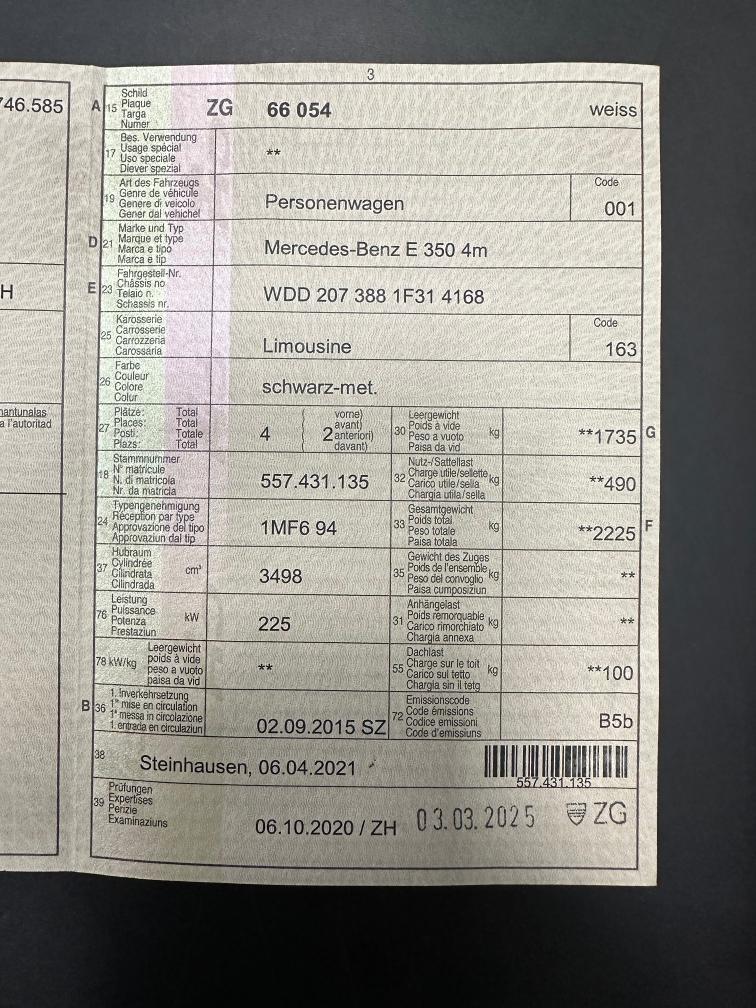 3
746.585
A 15 Schild
Plaque
Targa
Numer
ZG 66 054 weiss
17 Bes. Verwendung
Usage spécial
Uso speciale
Diever spezial
**
19 Art des Fahrzeugs
Genre de véhicule
Genere di veicolo
Gener dal vehichel
Personenwagen
Code
001
D 21 Marke und Typ
Marque et type
Marca e tipo
Marca e tip
Mercedes-Benz E 350 4m
E 23 Fahrgestell-Nr.
Châssis no
Telaio n.
Schassis nr.
WDD 207 388 1F31 4168
H
25 Karosserie
Carrosserie
Carrozzeria
Carossaria
Limousine
Code
163
26 Farbe
Couleur
Colore
Colur
schwarz-met.
nantunalas
a l'autoritad
27 Plätze: Total
Places: Total
Posti: Totale
Plazs: Total
4
2
vorne)
avant)
anteriori)
davant)
30 Leergewicht
Poids à vide
Peso a vuoto
Paisa da vid
kg
**1735 G
18 Stammnummer
N° matricule
N. di matricola
Nr. da matricla
557.431.135
32 Nutz-/Sattellast
Charge utile/sellette
Carico utile/sella
Chargia utila/sella
kg
**490
24 Typengenehmigung
Réception par type
Approvazione del tipo
Approvaziun dal tip
1MF6 94
33 Gesamtgewicht
Poids total
Peso totale
Paisa totala
kg
**2225 F
37 Hubraum
Cylindrée
Cilindrata
Cilindrada
cm³
3498
35 Gewicht des Zuges
Poids de l'ensemble
Peso del convoglio
Paisa cumposiziun
kg
**
76 Leistung
Puissance
Potenza
Prestaziun
kW
225
31 Anhängelast
Poids remorquable
Carico rimorchiato
Chargia annexa
kg
**
78 kW/kg
Leergewicht
poids à vide
peso a vuoto
paisa da vid
**
55 Dachlast
Charge sur le toit
Carico sul tetto
Chargia sin il tetg
kg
**100
B 36 1. Inverkehrsetzung
1re mise en circulation
1a messa in circolazione
1. entrada en circulaziun
02.09.2015 SZ
72 Emissionscode
Code émissions
Codice emissioni
Code d'emissiuns
B5b
38 Steinhausen, 06.04.2021
557.431.135
39 Prüfungen
Expertises
Perizie
Examinaziuns
06.10.2020 / ZH 03.03.2025 ZG